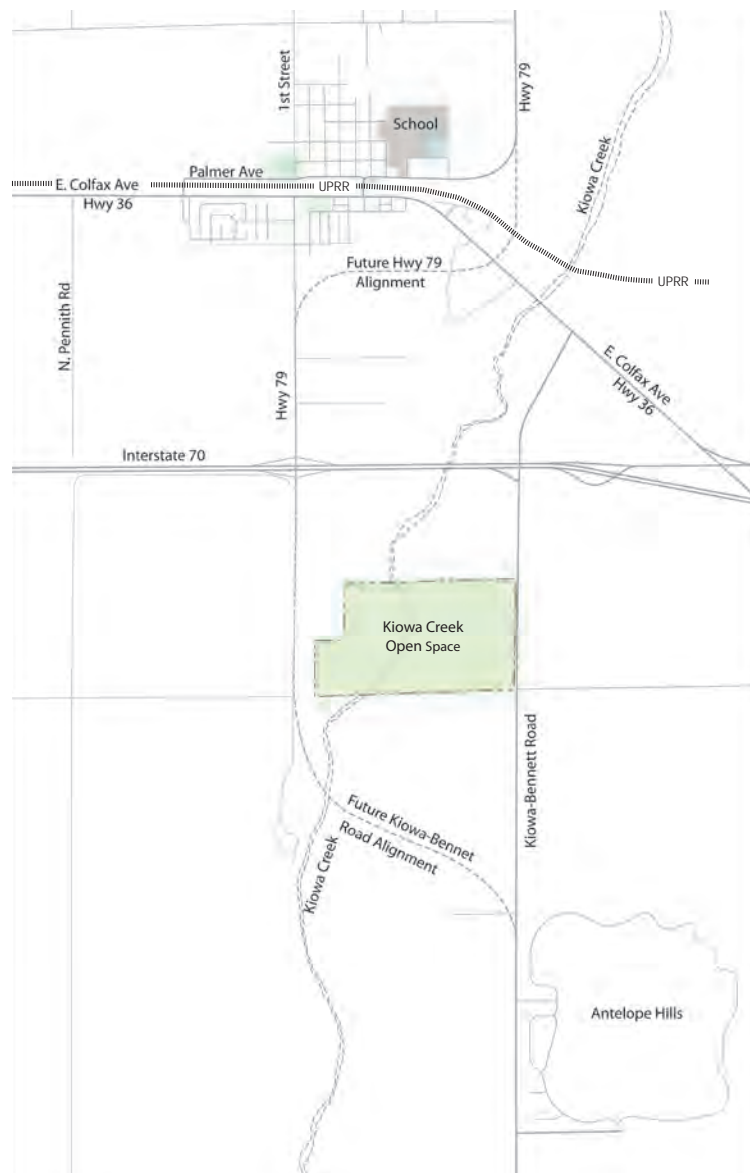 1st Street
Hwy 79
School
Kiowa Creek
Palmer Ave
E. Colfax Ave
UPRR
Hwy 36
Future Hwy 79
Alignment
UPRR
N. Pennith Rd
Hwy 79
E. Colfax Ave
Hwy 36
Interstate 70
Kiowa Creek
Open Space
Kiowa-Bennett Road
Future Kiowa-Bennet
Road Alignment
Kiowa Creek
Antelope Hills